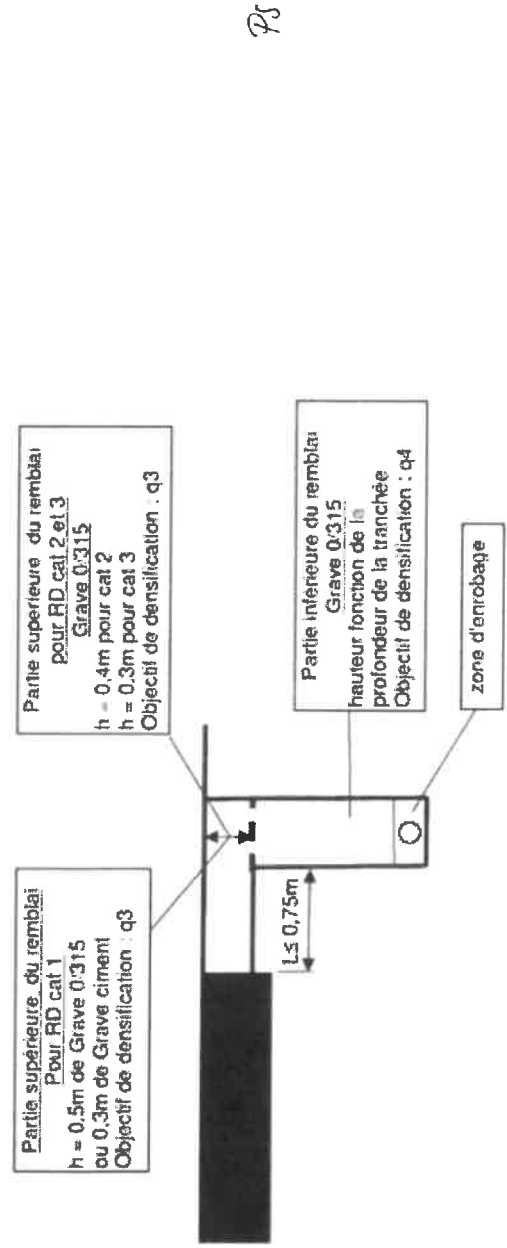 Partie supérieure du remblai
Pour RD cat 1
h = 0,5m de Grave 0/315
ou 0,3m de Grave ciment
Objectif de densification : q3
Partie superieure du remblai
pour RD cat 2 et 3
Grave 0/315
h = 0,4m pour cat 2
h = 0,3m pour cat 3
Objectif de densification : q3
L≤ 0,75m
Partie inférieure du remblai
Grave 0/315
hauteur fonction de la
profondeur de la tranchée
Objectif de densification : q4
zone d'enrobage
PS